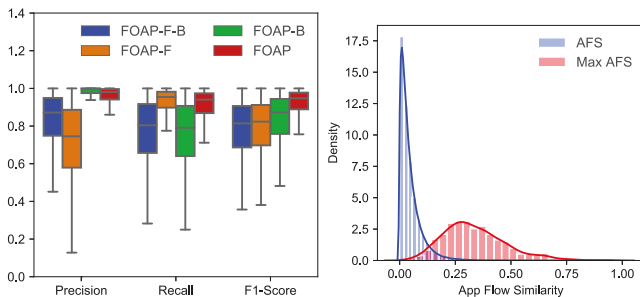 1.4
1.2
1.0
0.8
0.6
0.4
0.2
0.0
FOAP-F-B
FOAP-B
FOAP-F
FOAP
Precision
Recall
F1-Score
17.5
15.0
12.5
10.0
7.5
5.0
2.5
0.0
Density
AFS
Max AFS
0.00
0.25
0.50
0.75
1.00
App Flow Similarity